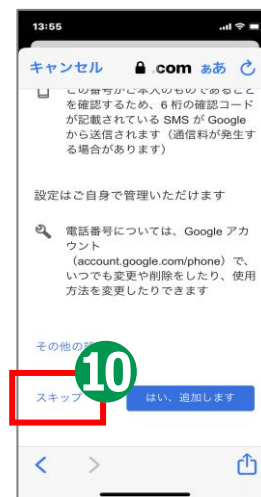 13:55
キャンセル .com ああ
この番号がご本人のものであること
を確認するため、6 桁の確認コード
が記載されている SMS が Google
から送信されます（通信料が発生す
る場合があります）
設定はご自身で管理いただけます
電話番号については、Google アカ
ウント
（account.google.com/phone）で、
いつでも変更や削除をしたり、使用
方法を変更したりできます
その他の
10
スキップ はい、追加します